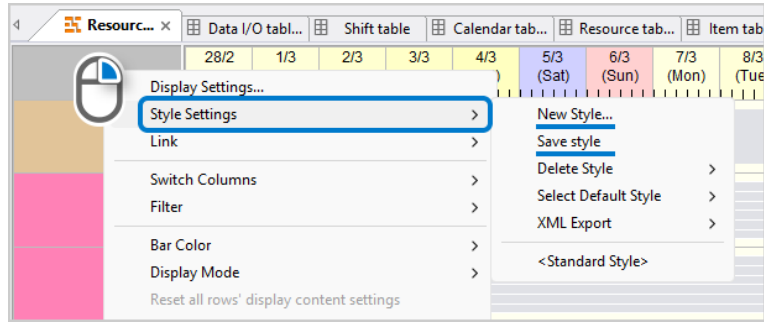 Resourc... × Data I/O tabl... Shift table Calendar tab... Resource tab... Item tab
28/2 1/3 2/3 3/3 4/3 5/3 6/3 7/3 8/3
) (Sat) (Sun) (Mon) (Tue
Display Settings...
Style Settings > New Style...
Link > Save style
Delete Style >
Switch Columns > Select Default Style >
Filter > XML Export >
Bar Color > <Standard Style>
Display Mode >
Reset all rows' display content settings